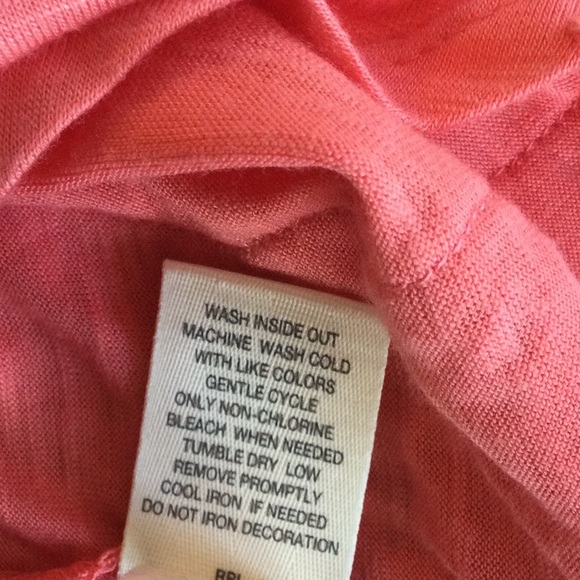 WASH INSIDE OUT
MACHINE WASH COLD
WITH LIKE COLORS
GENTLE CYCLE
ONLY NON-CHLORINE
BLEACH WHEN NEEDED
TUMBLE DRY LOW
REMOVE PROMPTLY
COOL IRON IF NEEDED
DO NOT IRON DECORATION